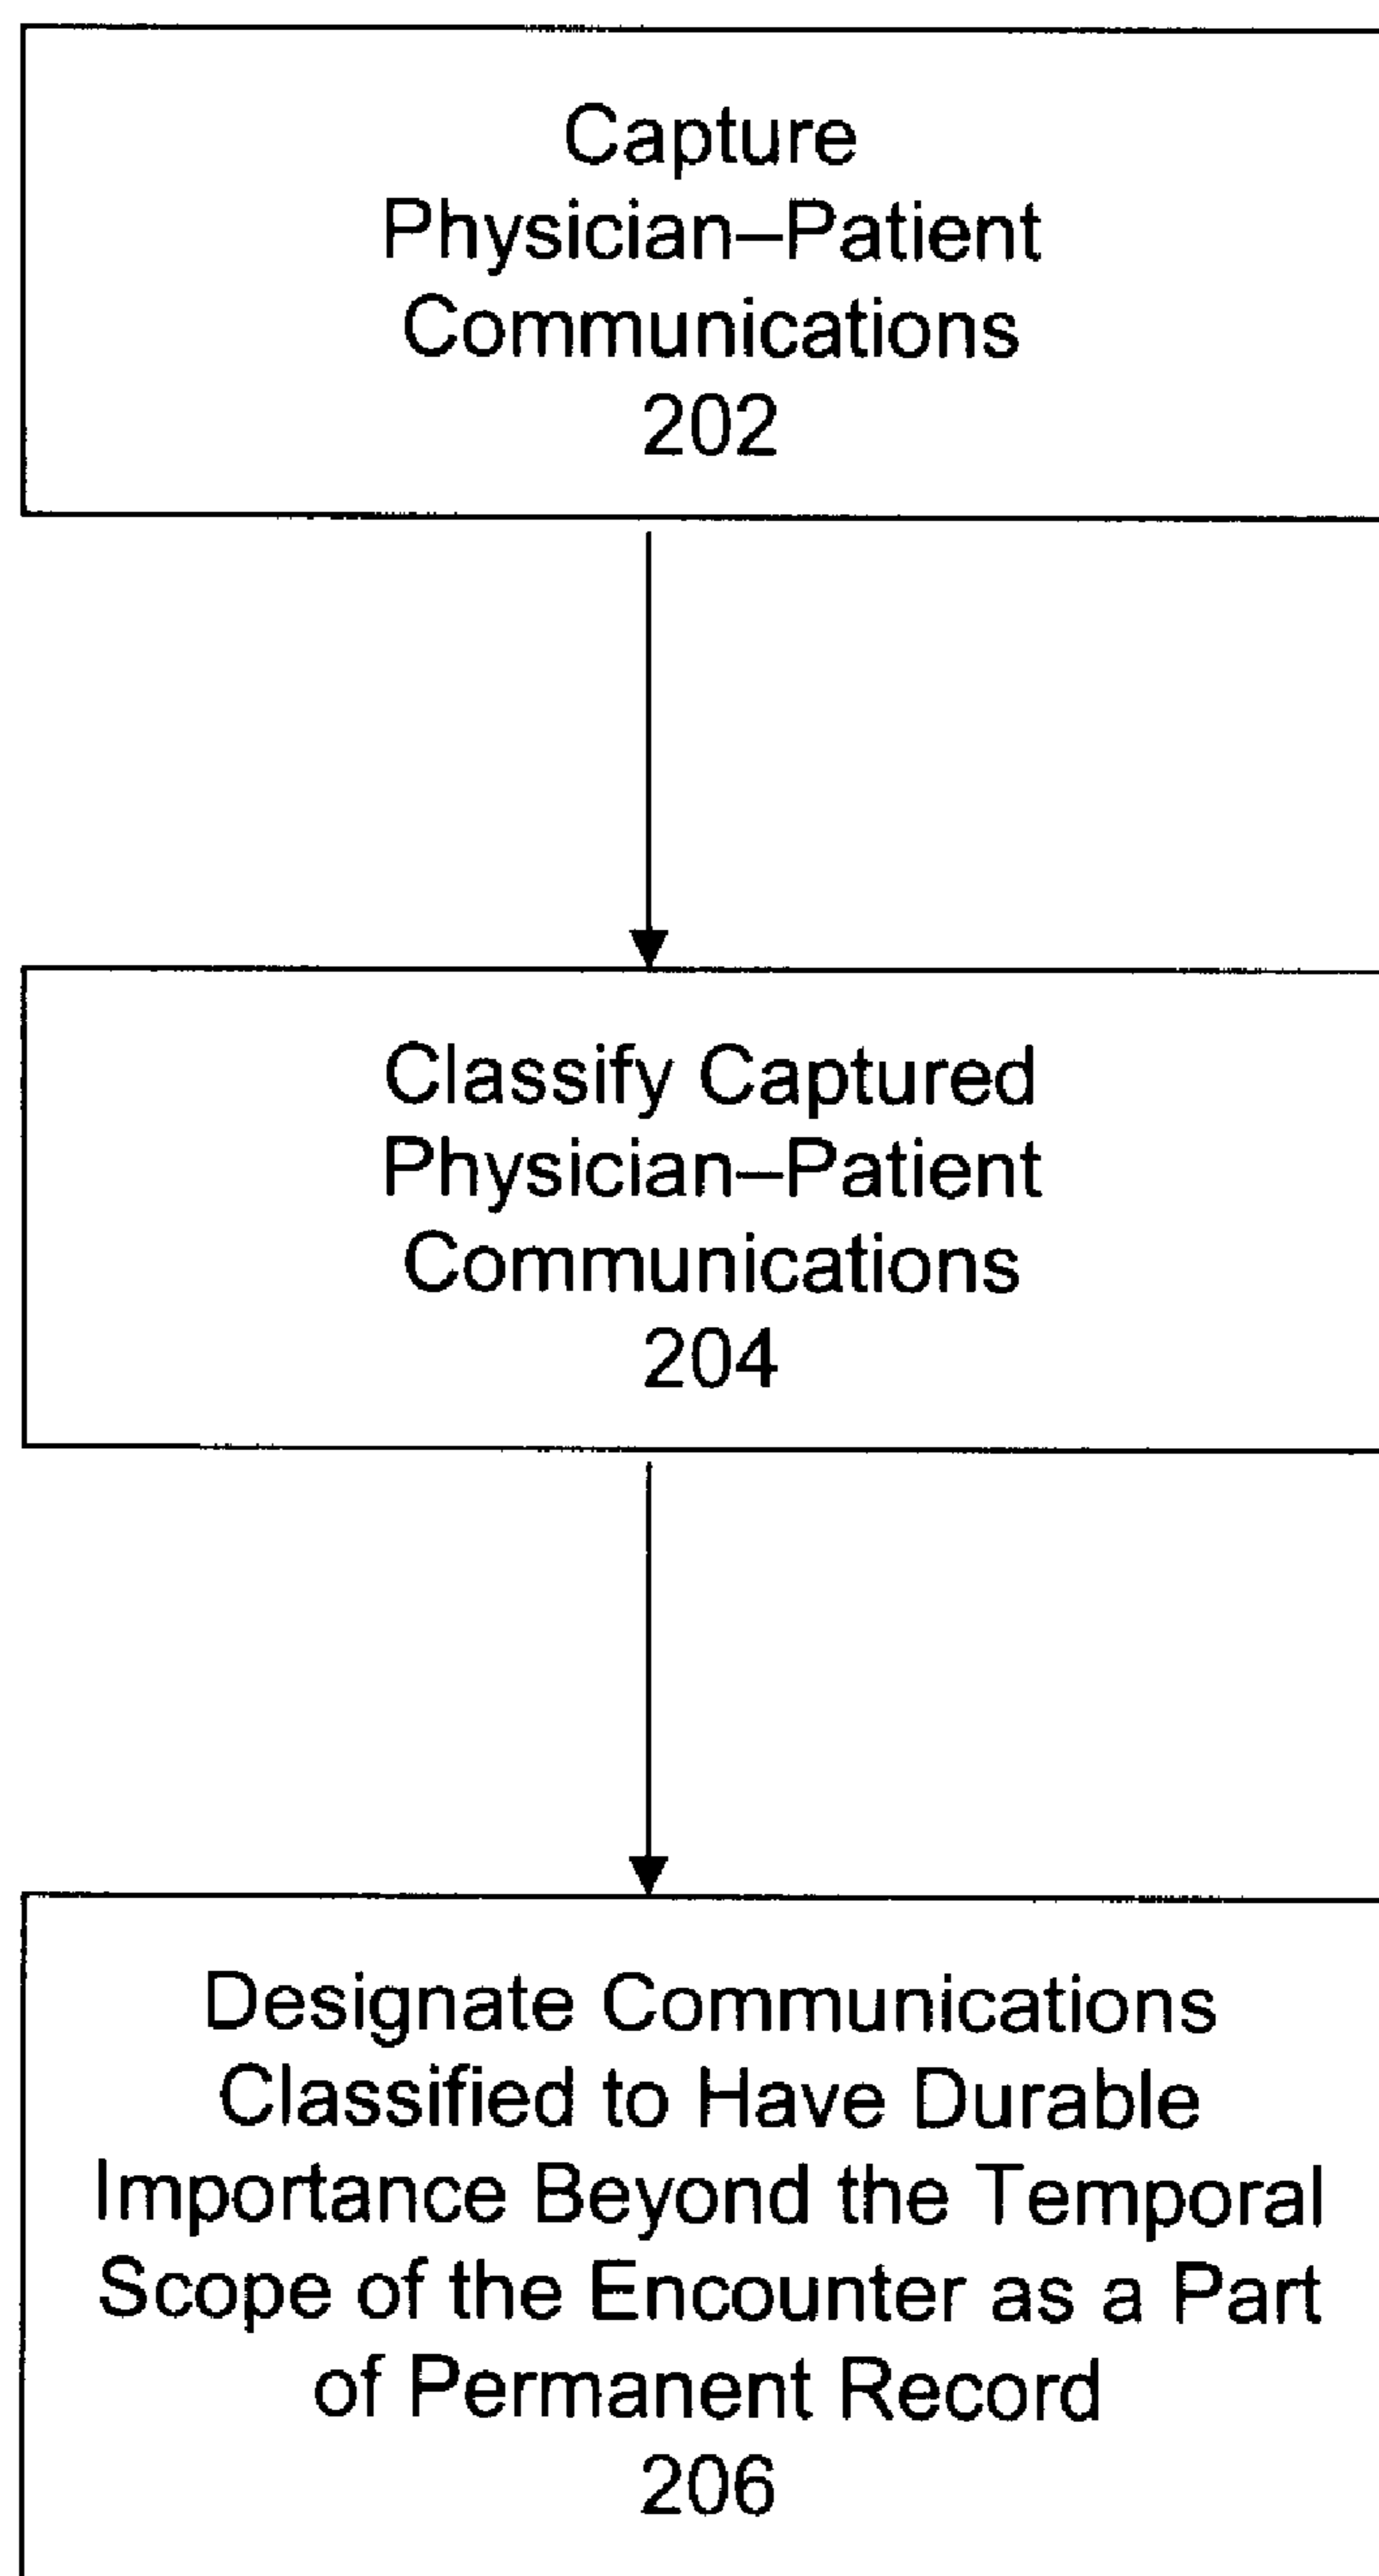 Capture
Physician–Patient
Communications
202
Classify Captured
Physician–Patient
Communications
204
Designate Communications
Classified to Have Durable
Importance Beyond the Temporal
Scope of the Encounter as a Part
of Permanent Record
206